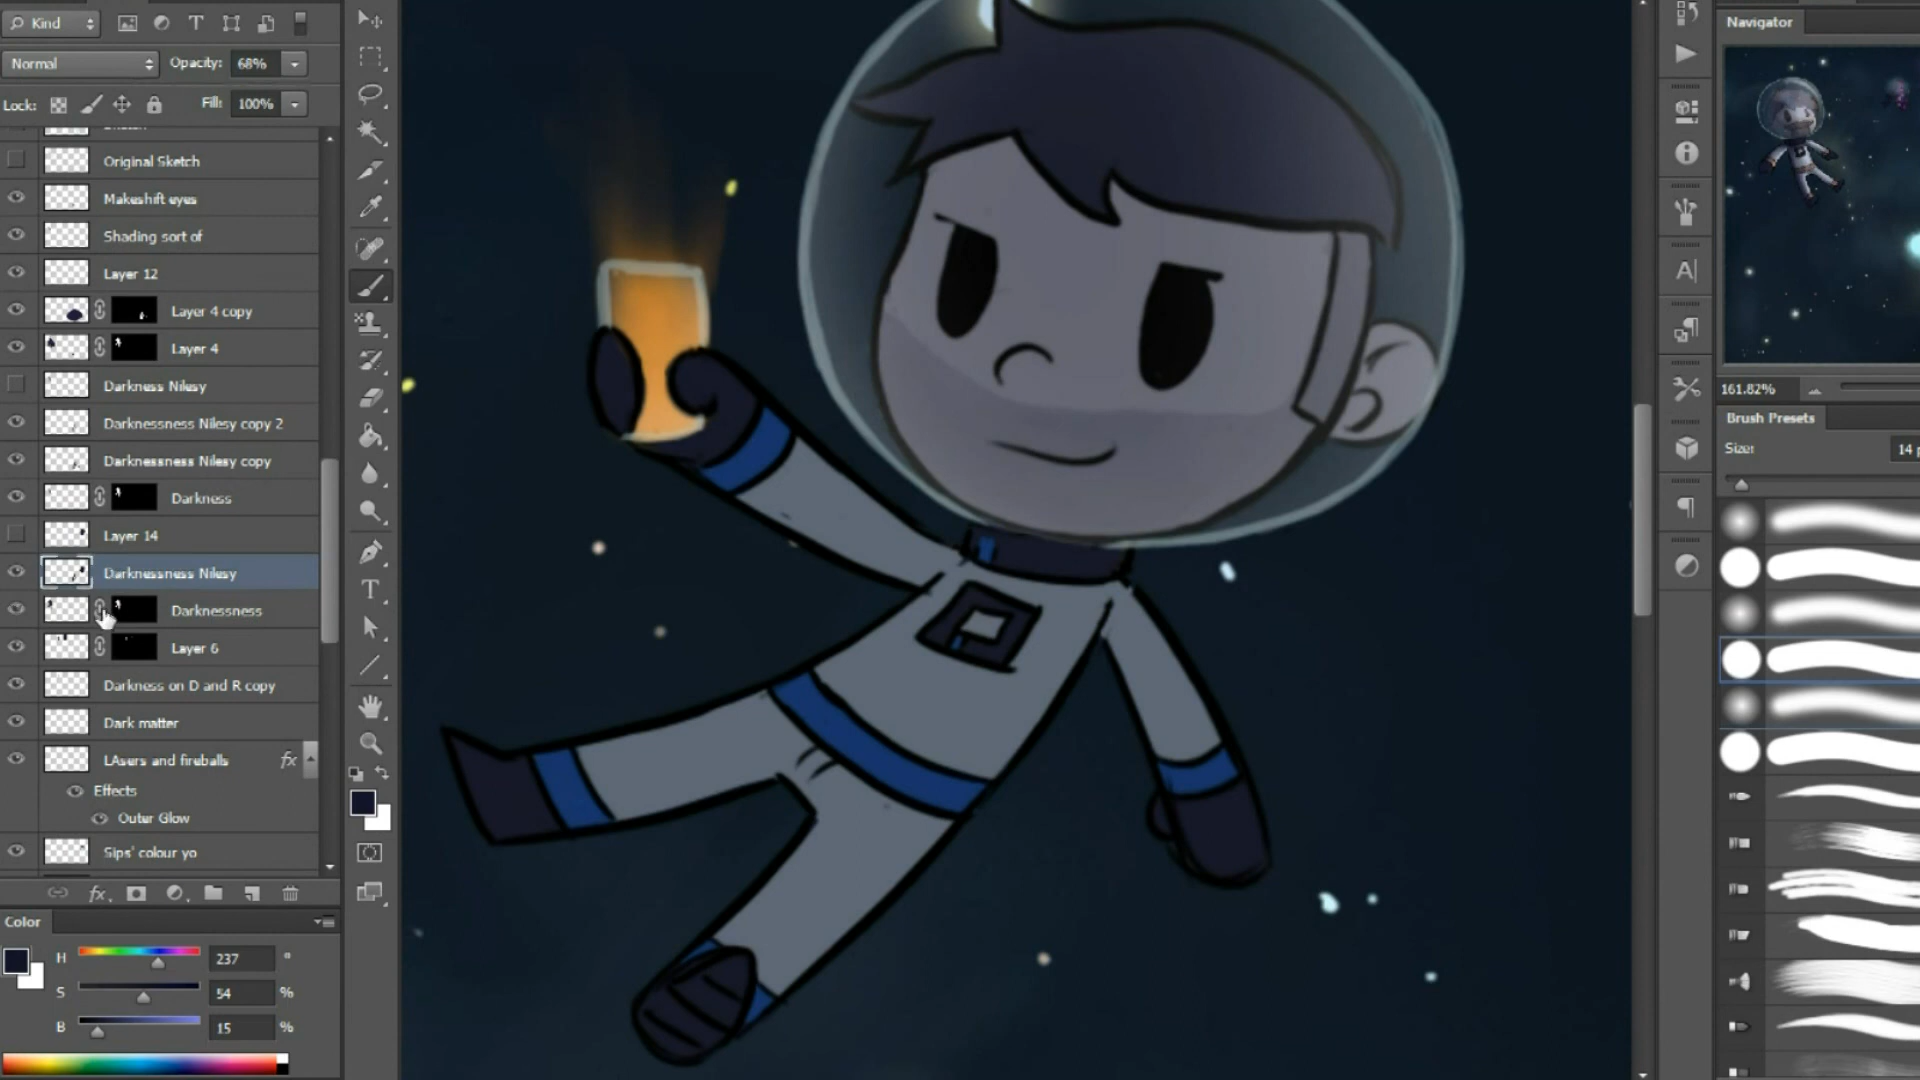 Kind
Normal
Opacity:
68%
Lock:
Fill:
100%
Original Sketch
Makeshift eyes
Shading sort of
Layer 12
Layer 4 copy
Layer 4
Darkness Nilesy
Darknessness Nilesy copy 2
Darknessness Nilesy copy
Darkness
Layer 14
Darknessness Nilesy
Darknessness
Layer 6
Darkness on D and R copy
Dark matter
LAsers and fireballs
fx
Effects
Outer Glow
Sips' colour yo
fx.
Color
H
237
°
S
54
%
B
15
%
T
A
Navigator
161.82%
Brush Presets
Size:
14 p